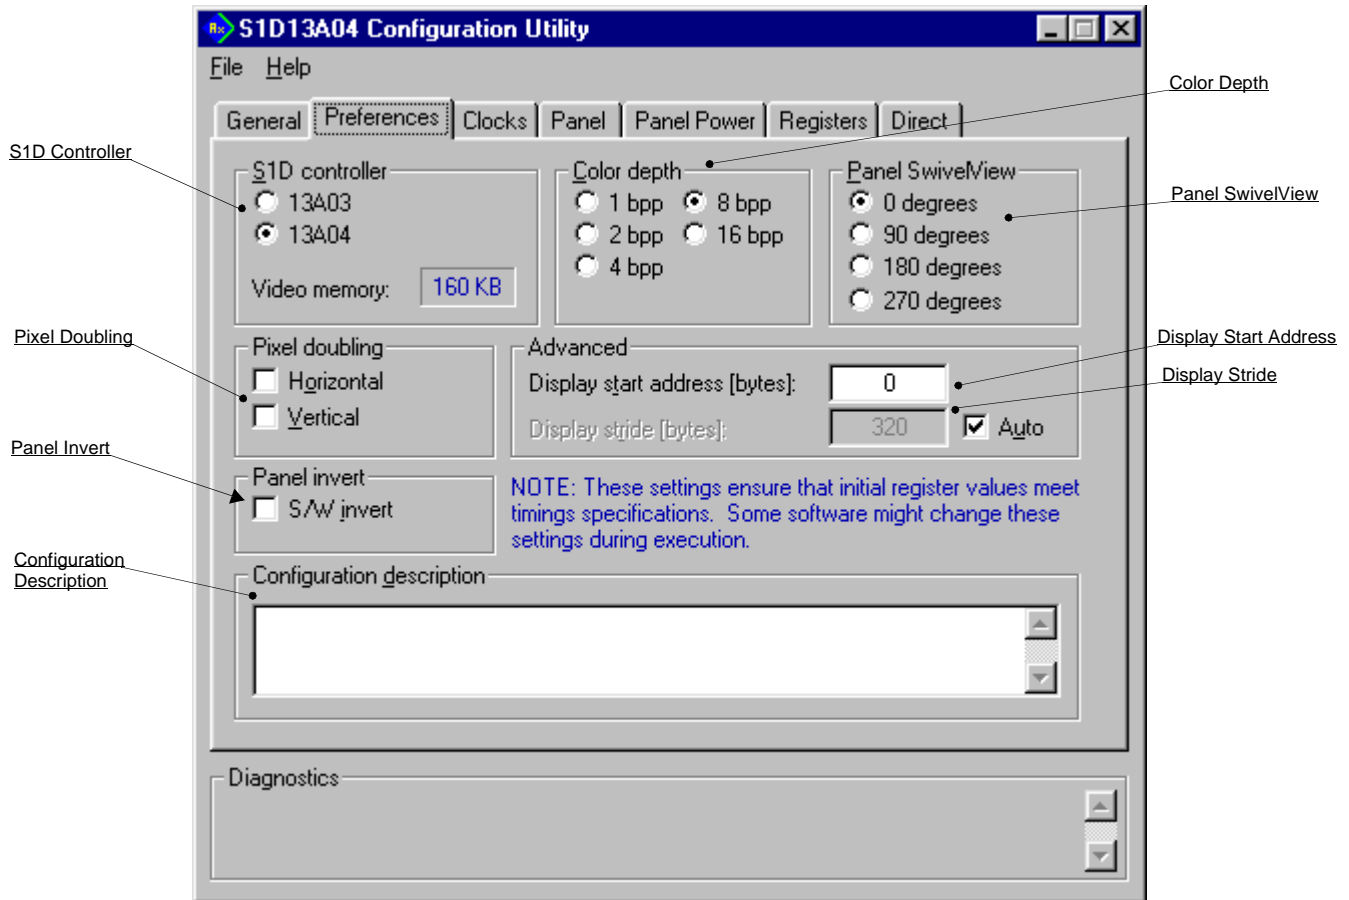 S1D13A04 Configuration Utility
File Help
General Preferences Clocks Panel Panel Power Registers Direct
Color Depth
S1D Controller
S1D controller
13A03
13A04
Video memory: 160 KB
Color depth
1 bpp 8 bpp
2 bpp 16 bpp
4 bpp
Panel SwivelView
0 degrees
90 degrees
180 degrees
270 degrees
Panel SwivelView
Pixel Doubling
Pixel doubling
Horizontal
Vertical
Advanced
Display start address [bytes]: 0
Display stride [bytes]: 320 Auto
Display Start Address
Display Stride
Panel Invert
Panel invert
S/W invert
NOTE: These settings ensure that initial register values meet
timings specifications. Some software might change these
settings during execution.
Configuration
Description
Configuration description
Diagnostics